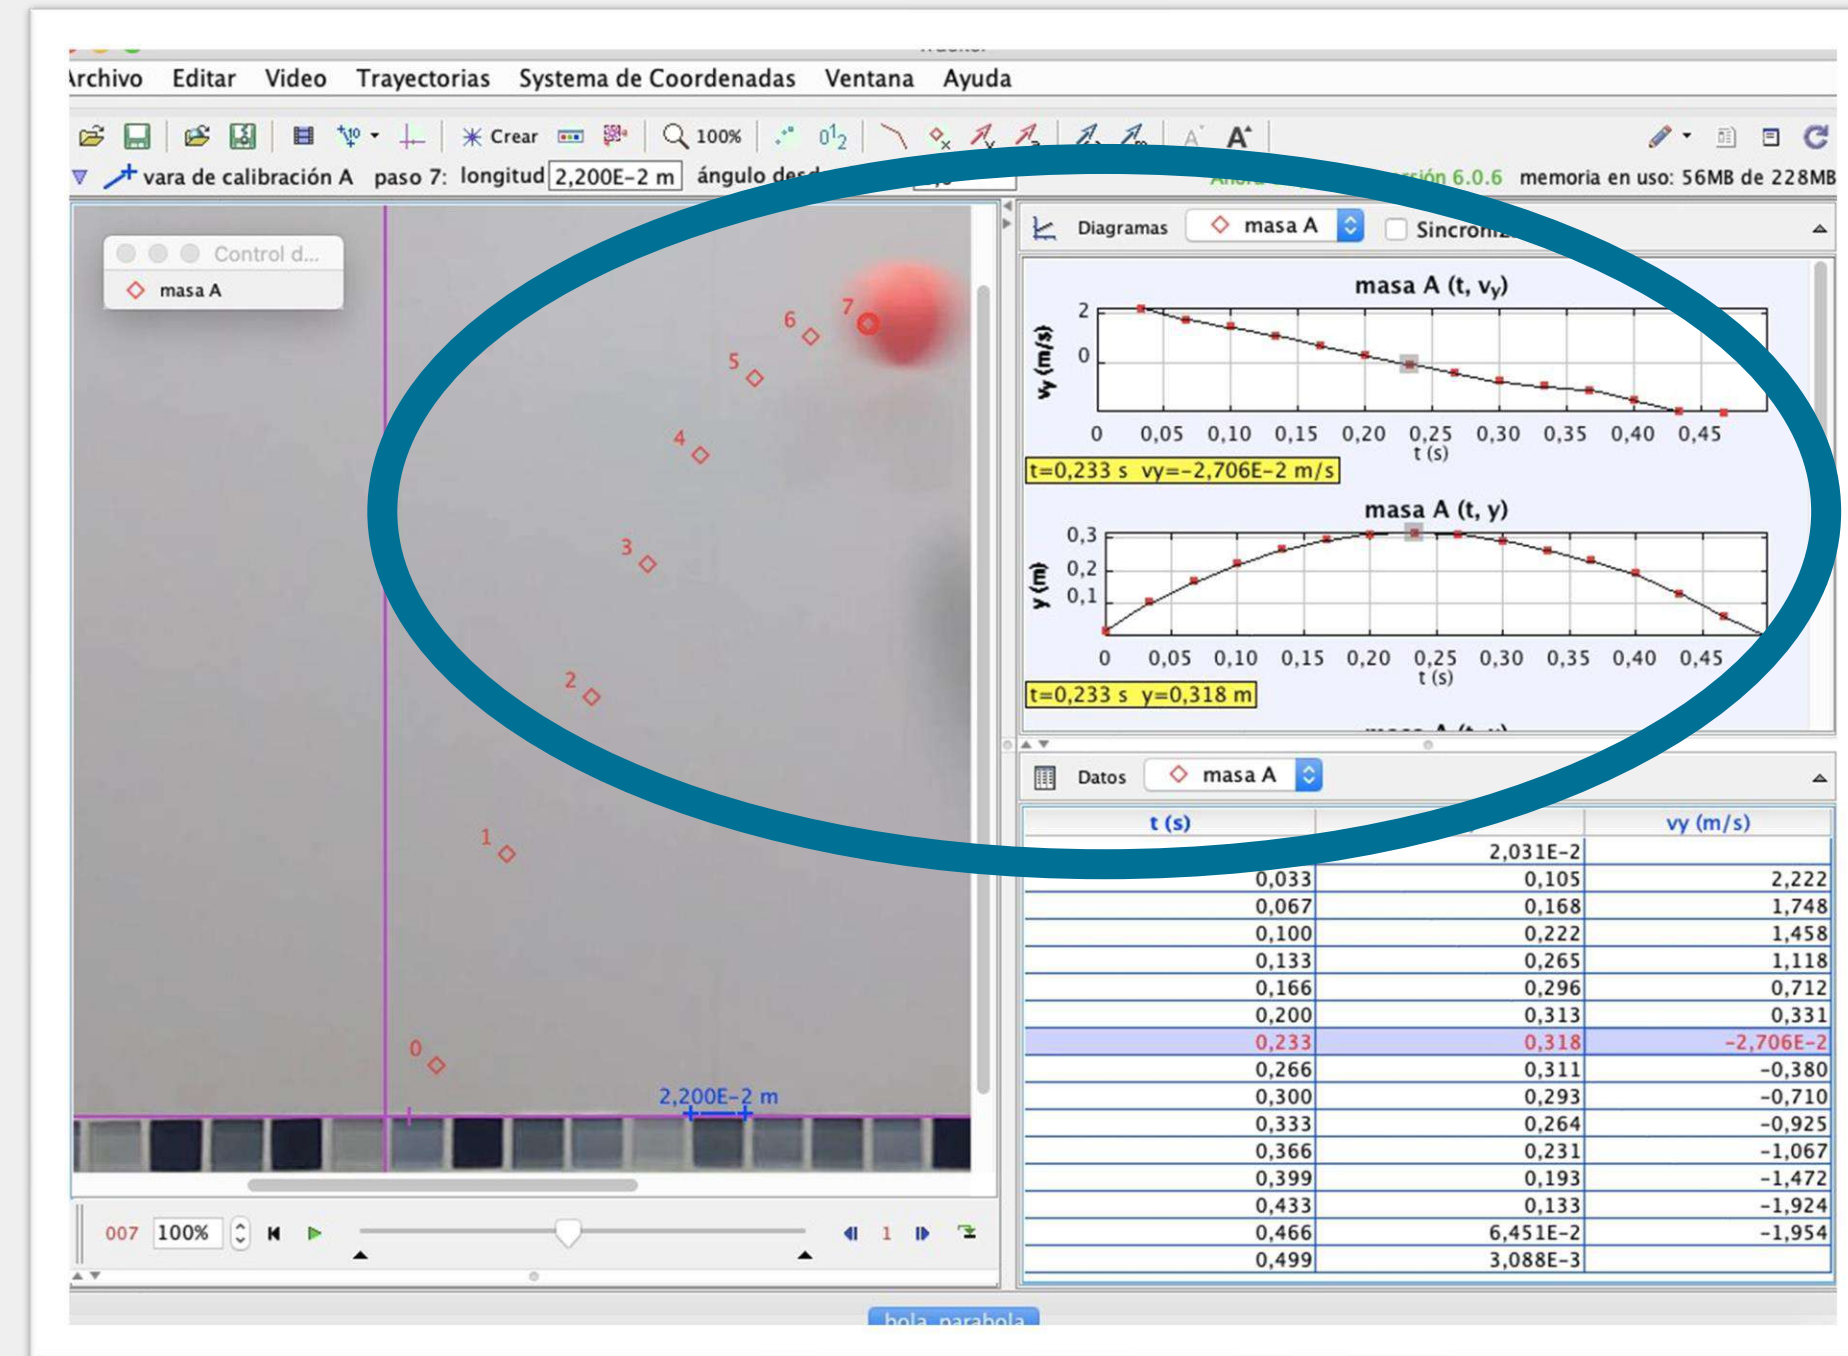 Archivo Editar Video Trayectorias Systema de Coordenadas Ventana Ayuda
Crear 100%
vara de calibración A paso 7: longitud 2,200E-2 m ángulo
6.0.6 memoria en uso: 56MB de 228MB
Control d...
masa A
7
6
5
4
3
2
1
0
2,200E-2 m
007 100% 1
Diagramas masa A
masa A (t, vy)
vy (m/s)
2
0
0 0,05 0,10 0,15 0,20 0,25 0,30 0,35 0,40 0,45
t (s)
t=0,233 s vy=-2,706E-2 m/s
masa A (t, y)
y (m)
0,3
0,2
0,1
0 0,05 0,10 0,15 0,20 0,25 0,30 0,35 0,40 0,45
t (s)
t=0,233 s y=0,318 m
Datos masa A
t (s) vy (m/s)
2,031E-2
0,033 0,105 2,222
0,067 0,168 1,748
0,100 0,222 1,458
0,133 0,265 1,118
0,166 0,296 0,712
0,200 0,313 0,331
0,233 0,318 -2,706E-2
0,266 0,311 -0,380
0,300 0,293 -0,710
0,333 0,264 -0,925
0,366 0,231 -1,067
0,399 0,193 -1,472
0,433 0,133 -1,924
0,466 6,451E-2 -1,954
0,499 3,088E-3